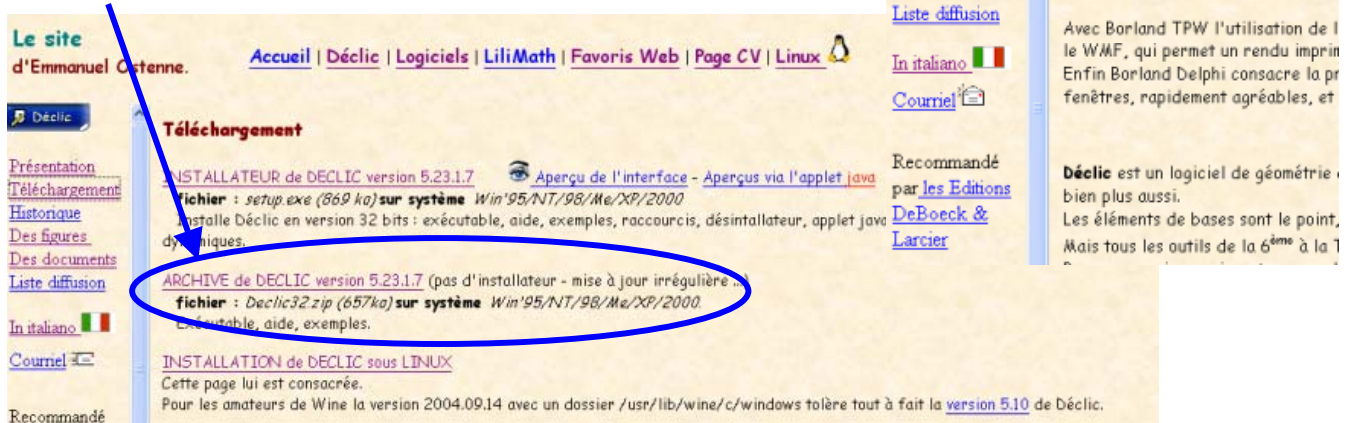 Le site
d'Emmanuel Ostenne.
Accueil | Déclic | Logiciels | LiliMath | Favoris Web | Page CV | Linux
Déclic
Présentation
Téléchargement
Historique
Des figures
Des documents
Liste diffusion
In italiano
Courriel
Recommandé
Téléchargement
INSTALLATEUR de DECLIC version 5.23.1.7 Aperçu de l'interface - Aperçus via l'applet java
fichier : setup.exe (869 ko) sur système Win'95/NT/98/Me/XP/2000
Installe Déclic en version 32 bits : exécutable, aide, exemples, raccourcis, désintallateur, applet java
dynamiques.
ARCHIVE de DECLIC version 5.23.1.7 (pas d'installateur - mise à jour irrégulière ...)
fichier : Declic32.zip (657ko) sur système Win'95/NT/98/Me/XP/2000
Exécutable, aide, exemples.
INSTALLATION de DECLIC sous LINUX
Cette page lui est consacrée.
Pour les amateurs de Wine la version 2004.09.14 avec un dossier /usr/lib/wine/c/windows tolère tout à fait la version 5.10 de Déclic.
Liste diffusion
In italiano
Courriel
Recommandé
par les Editions
DeBoeck &
Larcier
Avec Borland TPW l'utilisation de l
le WMF, qui permet un rendu imprim
Enfin Borland Delphi consacre la pr
fenêtres, rapidement agréables, et
Déclic est un logiciel de géométrie
bien plus aussi.
Les éléments de bases sont le point,
Mais tous les outils de la 6ème à la T